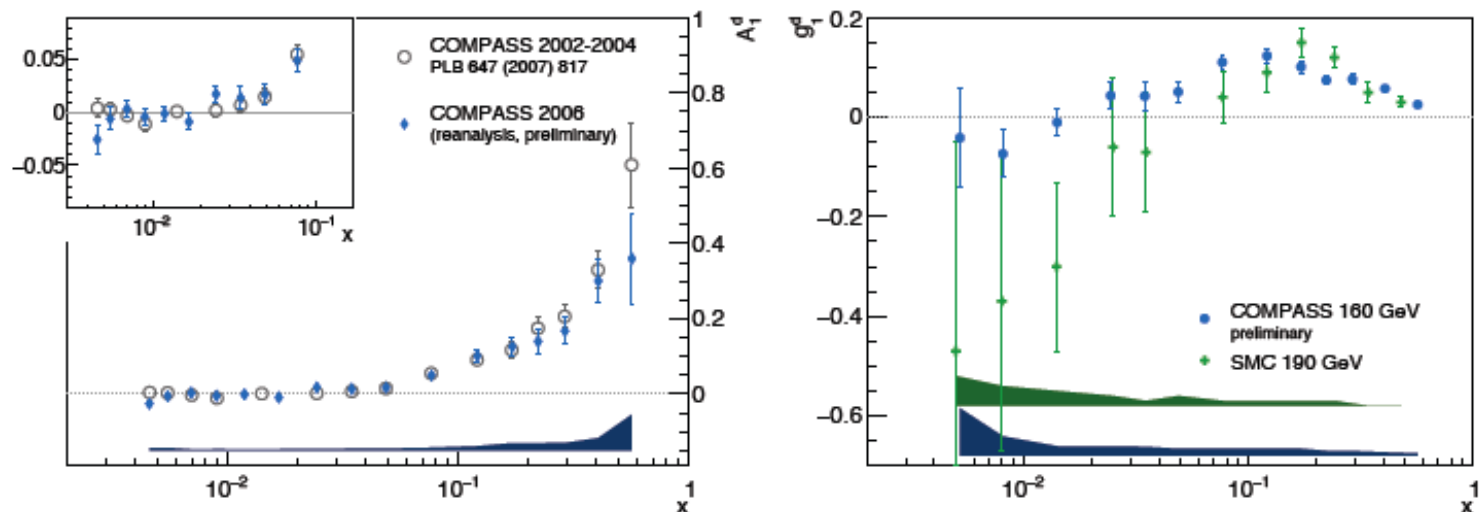 0.05
0
−0.05
10⁻²
10⁻¹
x
COMPASS 2002-2004
PLB 647 (2007) 817
COMPASS 2006
(reanalysis, preliminary)
1
A₁ᵈ
0.8
0.6
0.4
0.2
0
10⁻²
10⁻¹
1
x
g₁ᵈ
0.2
0
−0.2
−0.4
−0.6
COMPASS 160 GeV
preliminary
SMC 190 GeV
10⁻²
10⁻¹
1
x